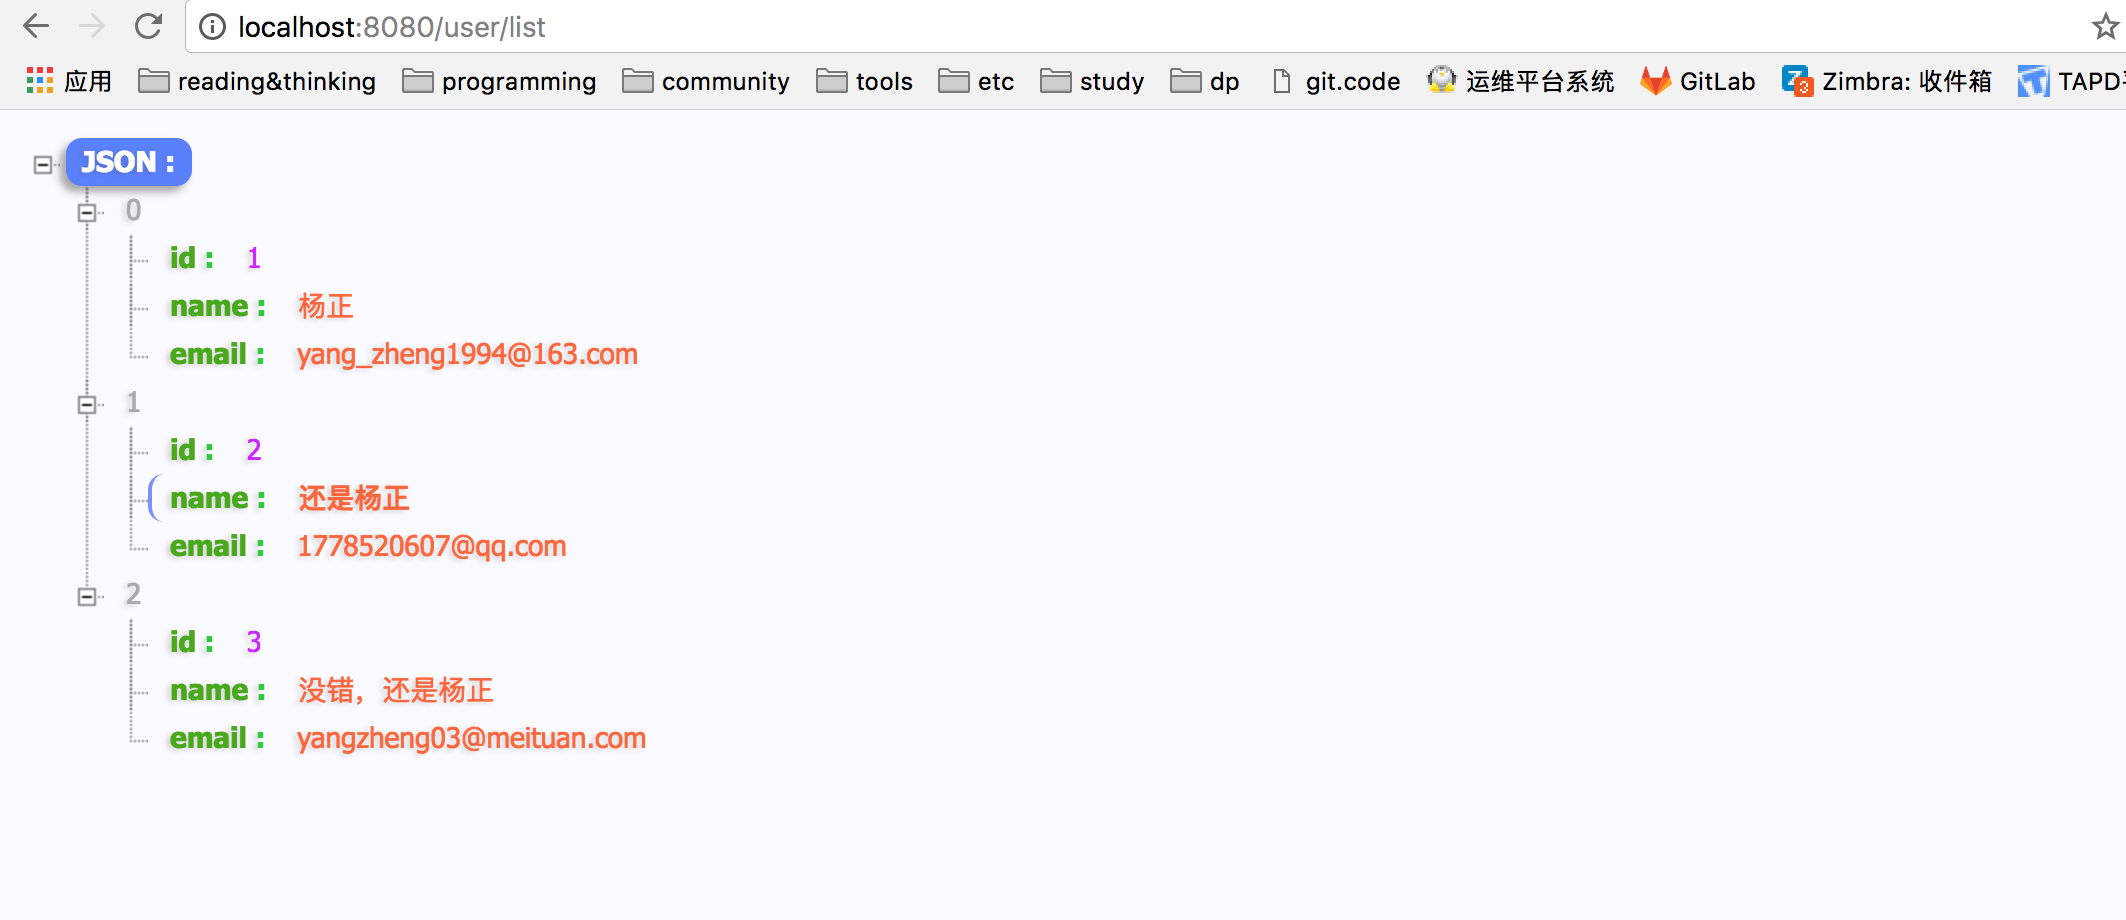 localhost:8080/user/list
应用 reading&thinking programming community tools etc study dp git.code 运维平台系统 GitLab Zimbra: 收件箱 TAPD
JSON :
0
id : 1
name : 杨正
email : yang_zheng1994@163.com
1
id : 2
name : 还是杨正
email : 1778520607@qq.com
2
id : 3
name : 没错，还是杨正
email : yangzheng03@meituan.com